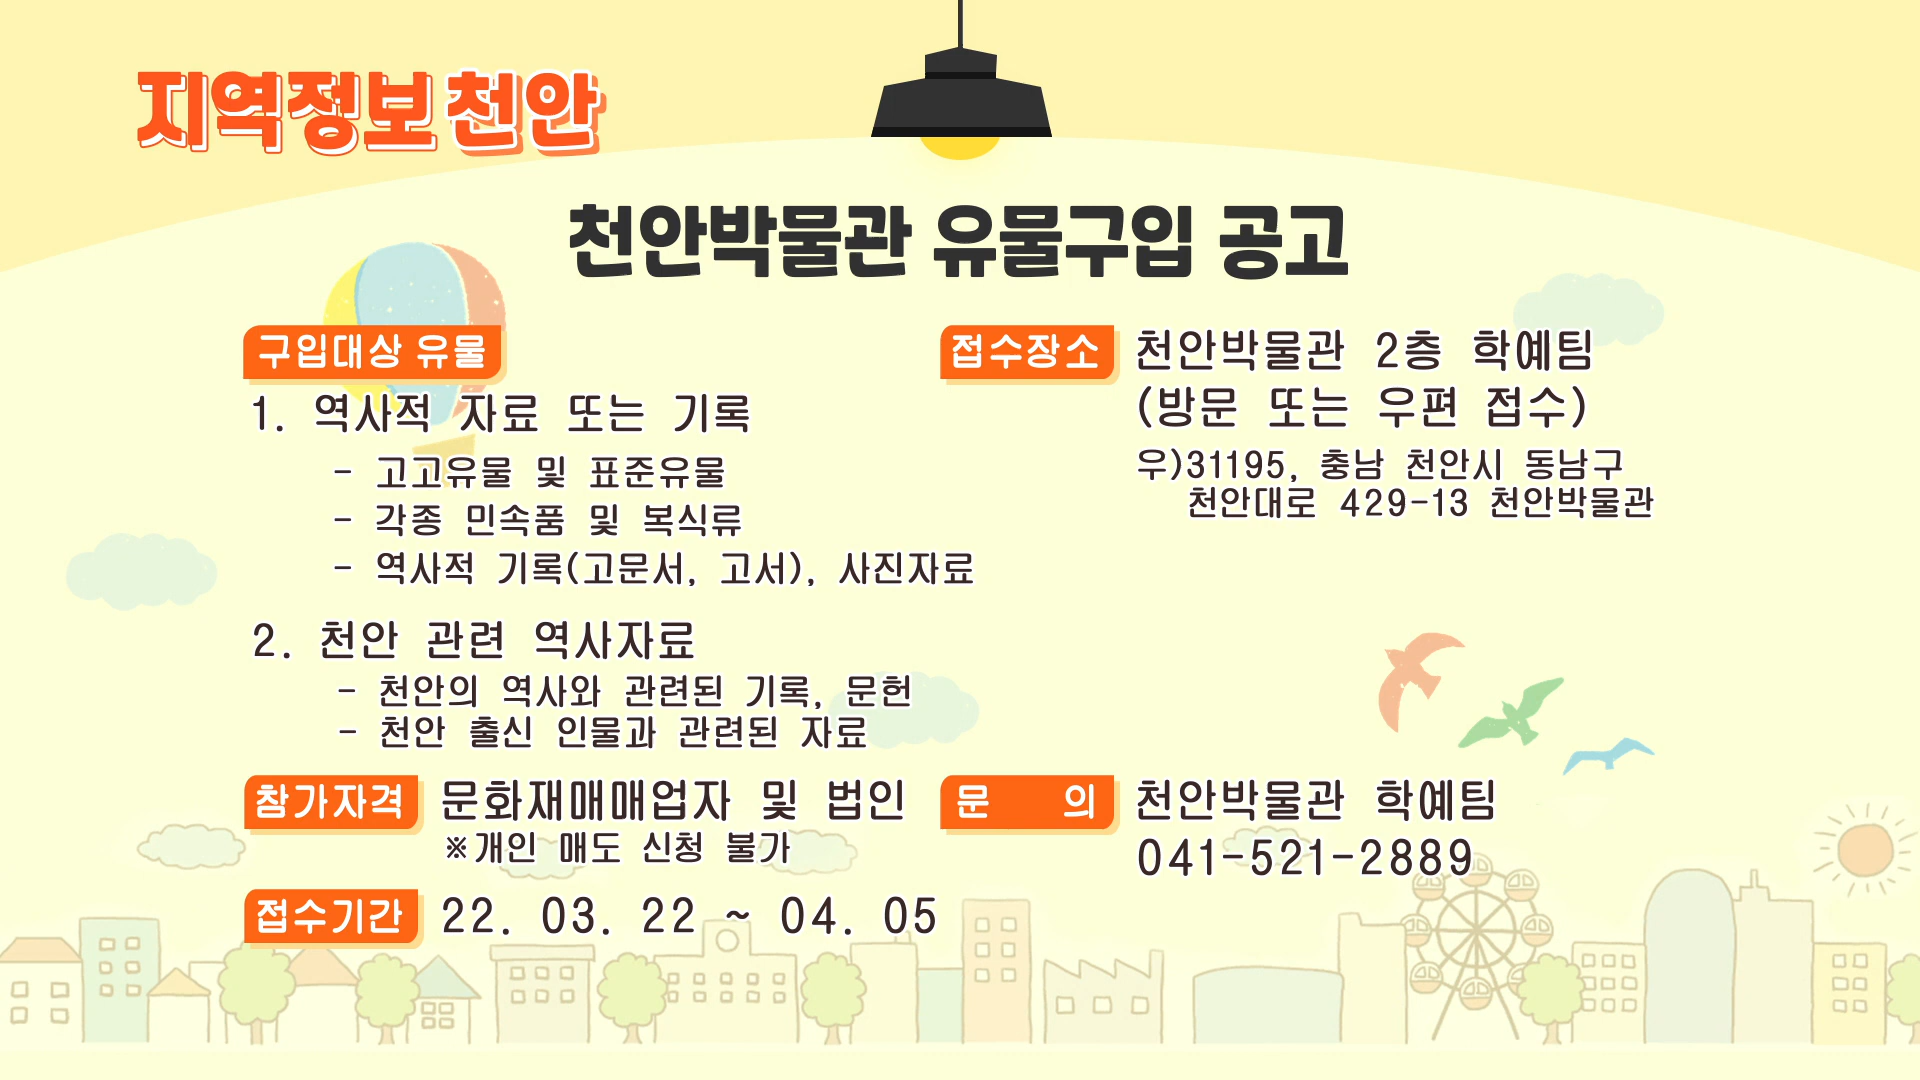 지역정보 천안
천안박물관 유물구입 공고
구입대상 유물
1. 역사적 자료 또는 기록
- 고고유물 및 표준유물
- 각종 민속품 및 복식류
- 역사적 기록(고문서, 고서), 사진자료
2. 천안 관련 역사자료
- 천안의 역사와 관련된 기록, 문헌
- 천안 출신 인물과 관련된 자료
참가자격 문화재매매업자 및 법인
※개인 매도 신청 불가
접수기간 22. 03. 22 ~ 04. 05
접수장소 천안박물관 2층 학예팀
(방문 또는 우편 접수)
우)31195, 충남 천안시 동남구
천안대로 429-13 천안박물관
문 의 천안박물관 학예팀
041-521-2889